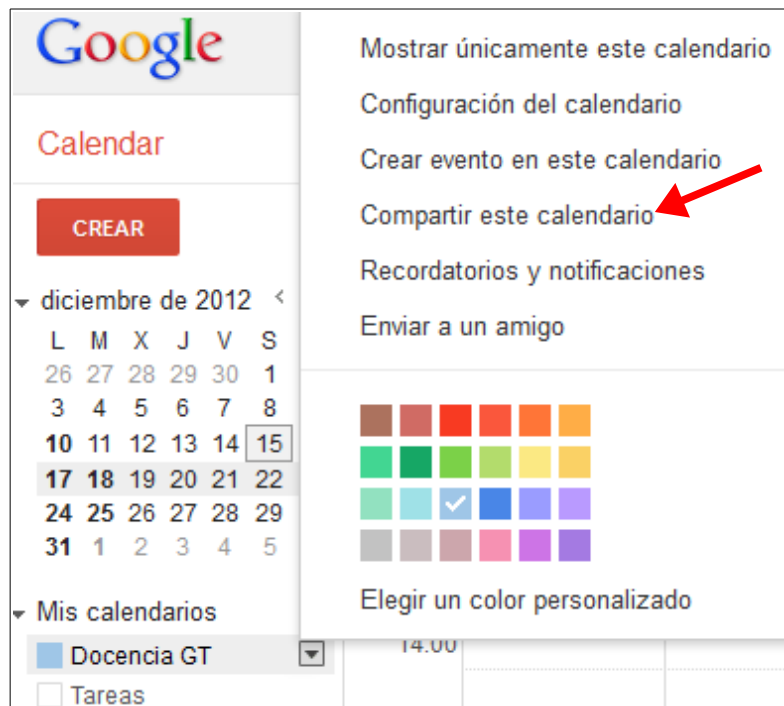 Google
Calendar
CREAR
diciembre de 2012 <
L M X J V S
26 27 28 29 30 1
3 4 5 6 7 8
10 11 12 13 14 15
17 18 19 20 21 22
24 25 26 27 28 29
31 1 2 3 4 5
Mis calendarios
Docencia GT
Tareas
Mostrar únicamente este calendario
Configuración del calendario
Crear evento en este calendario
Compartir este calendario
Recordatorios y notificaciones
Enviar a un amigo
Elegir un color personalizado
14:00